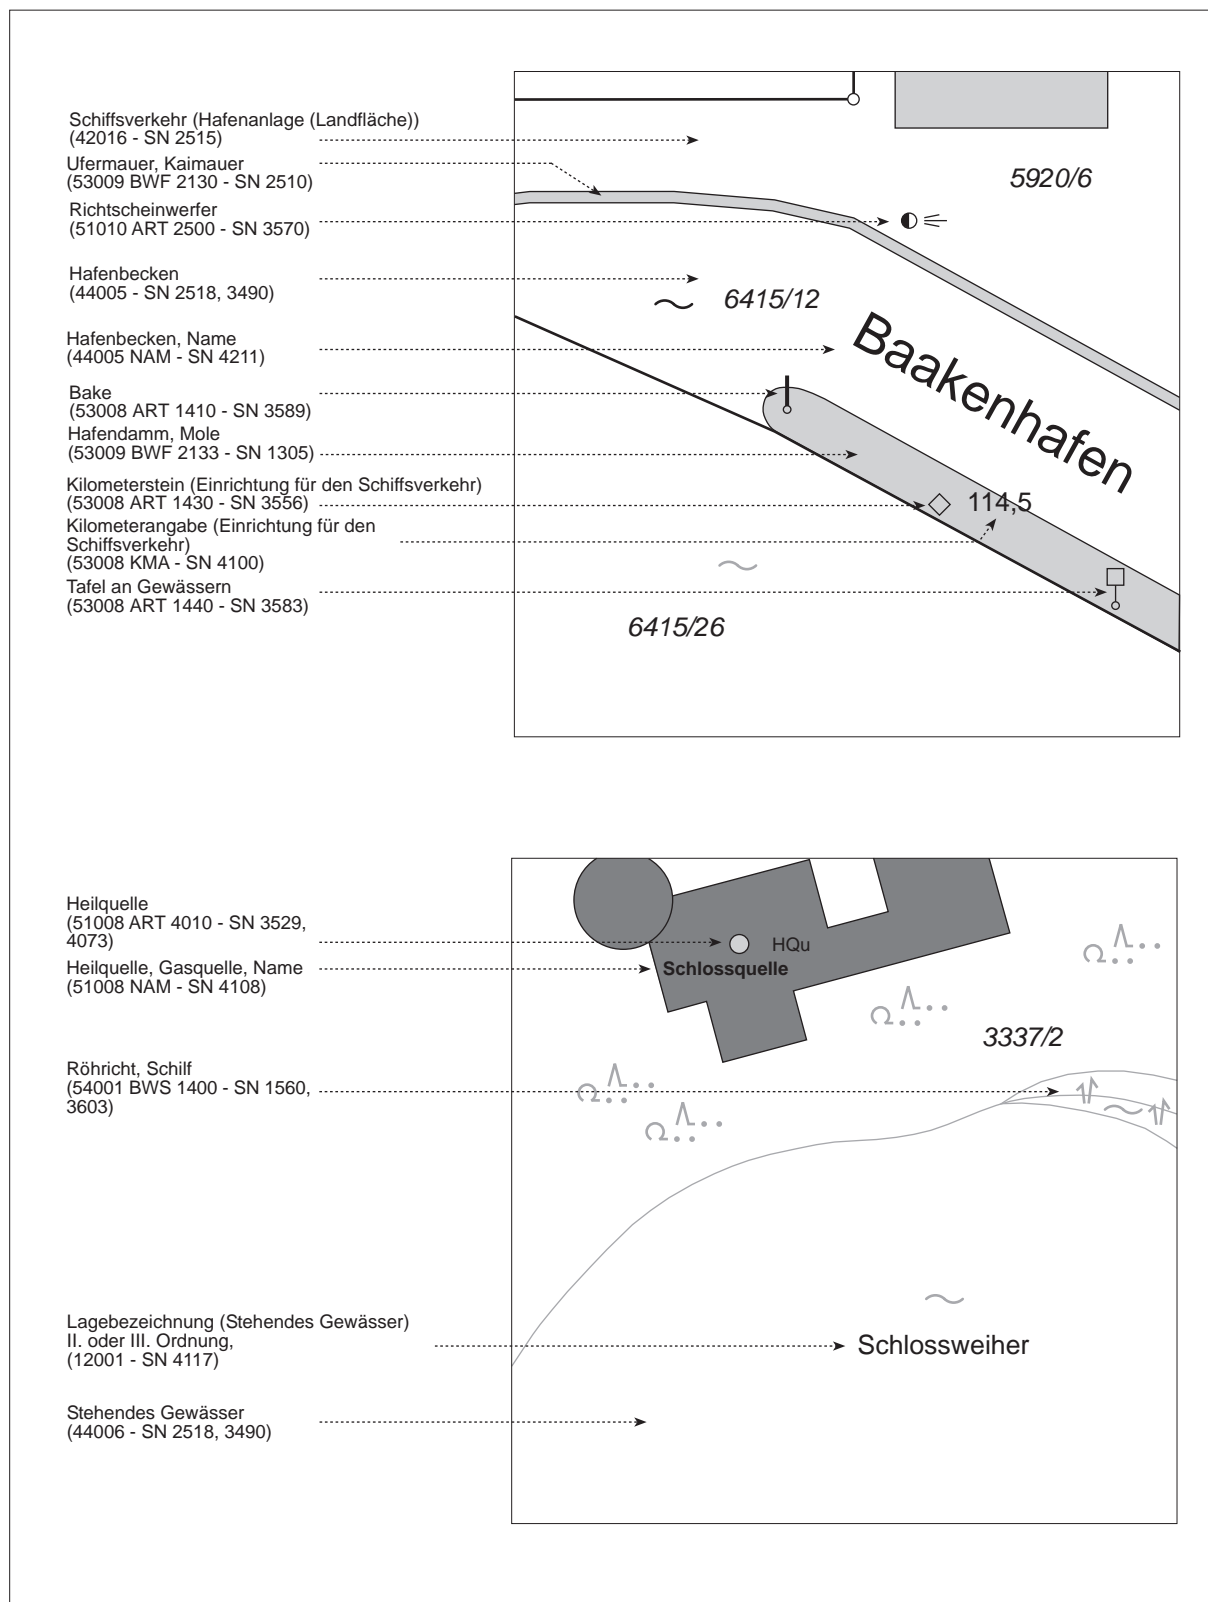 Schiffsverkehr (Hafenanlage (Landfläche))
(42016 - SN 2515)
Ufermauer, Kaimauer
(53009 BWF 2130 - SN 2510)
Richtscheinwerfer
(51010 ART 2500 - SN 3570)
Hafenbecken
(44005 - SN 2518, 3490)
Hafenbecken, Name
(44005 NAM - SN 4211)
Bake
(53008 ART 1410 - SN 3589)
Hafendamm, Mole
(53009 BWF 2133 - SN 1305)
Kilometerstein (Einrichtung für den Schiffsverkehr)
(53008 ART 1430 - SN 3556)
Kilometerangabe (Einrichtung für den
Schiffsverkehr)
(53008 KMA - SN 4100)
Tafel an Gewässern
(53008 ART 1440 - SN 3583)
5920/6
6415/12
Baakenhafen
114,5
6415/26
Heilquelle
(51008 ART 4010 - SN 3529,
4073)
Heilquelle, Gasquelle, Name
(51008 NAM - SN 4108)
Röhricht, Schilf
(54001 BWS 1400 - SN 1560,
3603)
Lagebezeichnung (Stehendes Gewässer)
II. oder III. Ordnung,
(12001 - SN 4117)
Stehendes Gewässer
(44006 - SN 2518, 3490)
HQu
Schlossquelle
3337/2
Schlossweiher